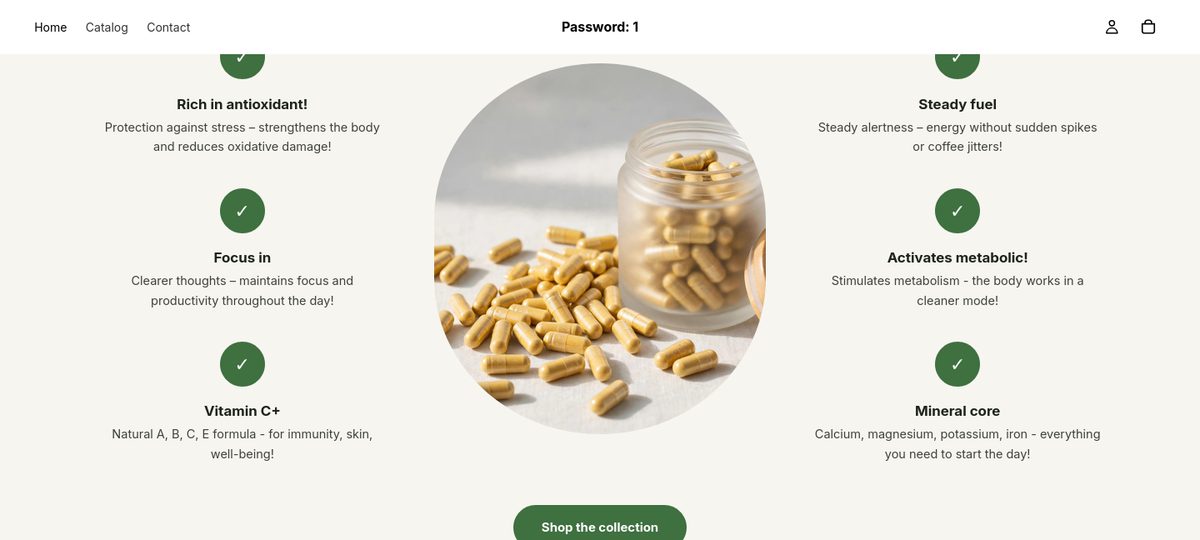 Home Catalog Contact
Password: 1
Rich in antioxidant!
Protection against stress – strengthens the body
and reduces oxidative damage!
Focus in
Clearer thoughts – maintains focus and
productivity throughout the day!
Vitamin C+
Natural A, B, C, E formula - for immunity, skin,
well-being!
Steady fuel
Steady alertness – energy without sudden spikes
or coffee jitters!
Activates metabolic!
Stimulates metabolism - the body works in a
cleaner mode!
Mineral core
Calcium, magnesium, potassium, iron - everything
you need to start the day!
Shop the collection